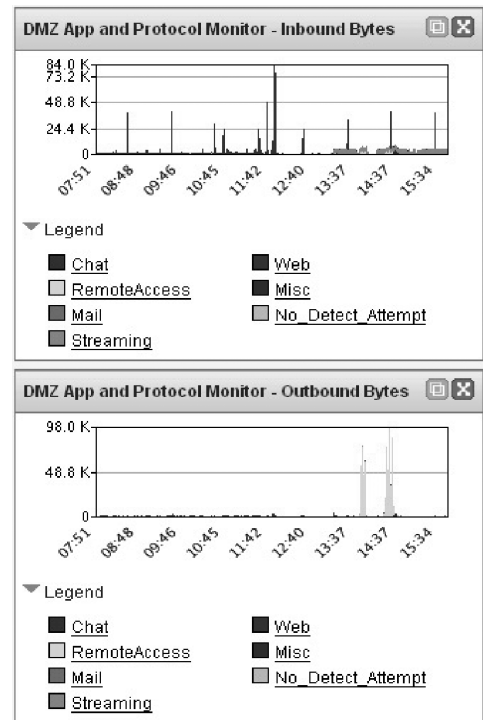 DMZ App and Protocol Monitor - Inbound Bytes
84.0 K
73.2 K
48.8 K
24.4 K
0
07:51 08:48 09:46 10:45 11:42 12:40 13:37 14:37 15:34
Legend
Chat Web
RemoteAccess Misc
Mail No_Detect_Attempt
Streaming
DMZ App and Protocol Monitor - Outbound Bytes
98.0 K
48.8 K
0
07:51 08:48 09:46 10:45 11:42 12:40 13:37 14:37 15:34
Legend
Chat Web
RemoteAccess Misc
Mail No_Detect_Attempt
Streaming